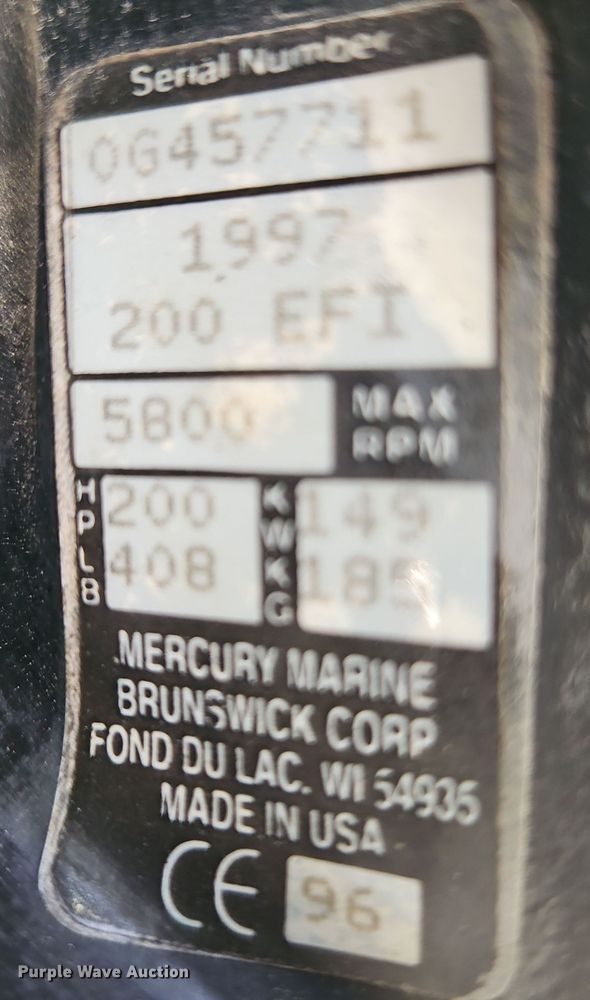 Serial Number
0G457711
1997
200 EFI
5800 MAX RPM
HP 200 KW 149
LB 408 KG 185
MERCURY MARINE
BRUNSWICK CORP
FOND DU LAC. WI 54935
MADE IN USA
CE 96
Purple Wave Auction